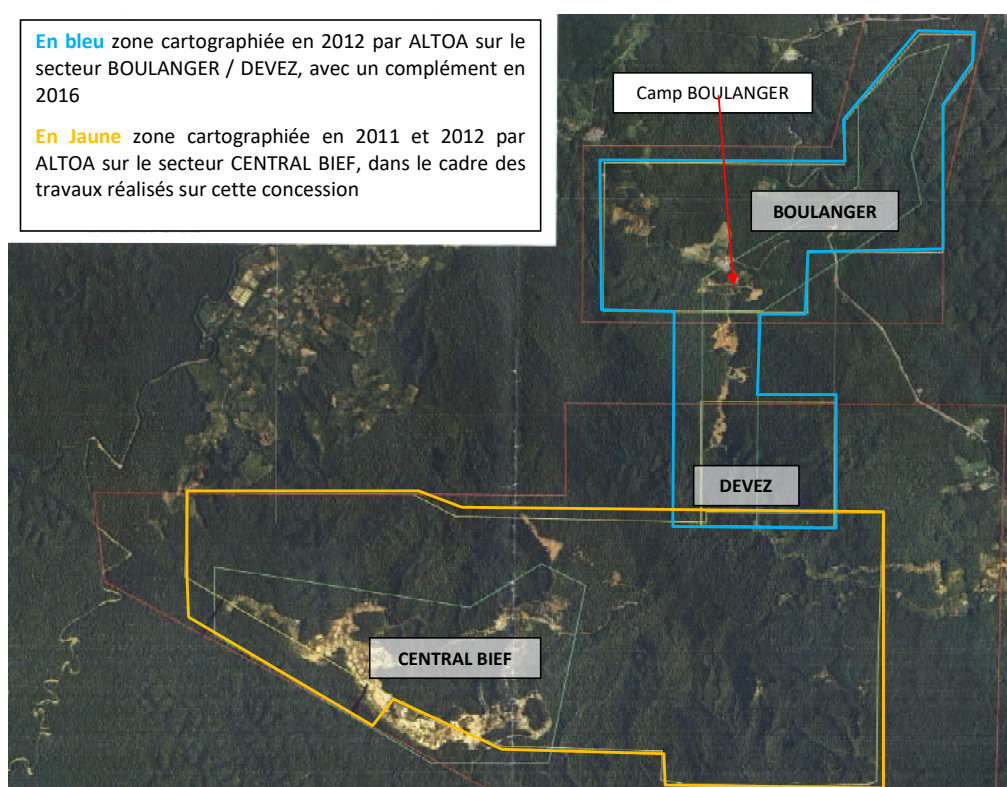 En bleu zone cartographiée en 2012 par ALTOA sur le
secteur BOULANGER / DEVEZ, avec un complément en
2016
En Jaune zone cartographiée en 2011 et 2012 par
ALTOA sur le secteur CENTRAL BIEF, dans le cadre des
travaux réalisés sur cette concession
Camp BOULANGER
BOULANGER
DEVEZ
CENTRAL BIEF